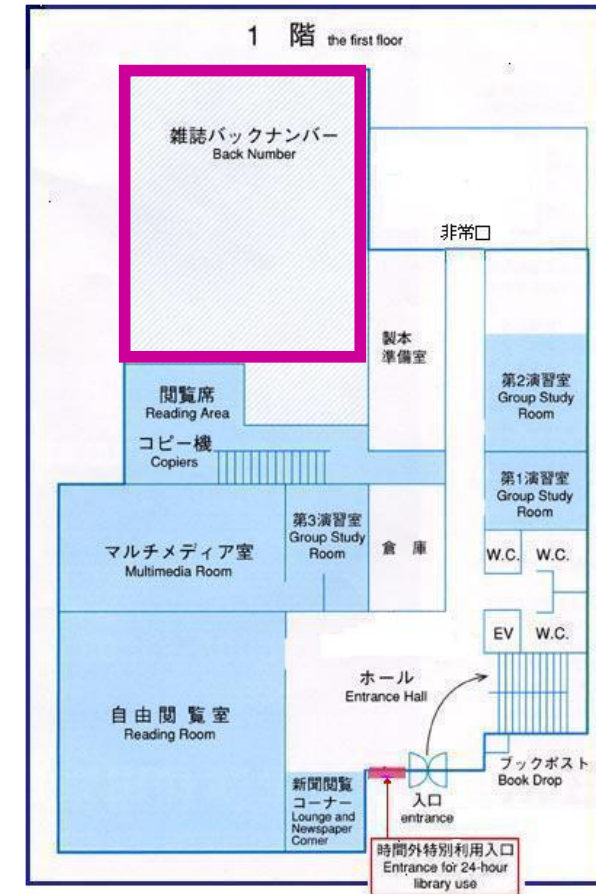 1 階 the first floor
雑誌バックナンバー
Back Number
非常口
製本
準備室
閲覧席
Reading Area
第2演習室
Group Study
Room
コピー機
Copiers
第1演習室
Group Study
Room
第3演習室
Group Study
Room
マルチメディア室
Multimedia Room
倉 庫
W.C. W.C.
EV W.C.
ホール
Entrance Hall
自 由 閲 覧 室
Reading Room
新聞閲覧
コーナー
Lounge and
Newspaper
Corner
入口
entrance
ブックポスト
Book Drop
時間外特別利用入口
Entrance for 24-hour
library use